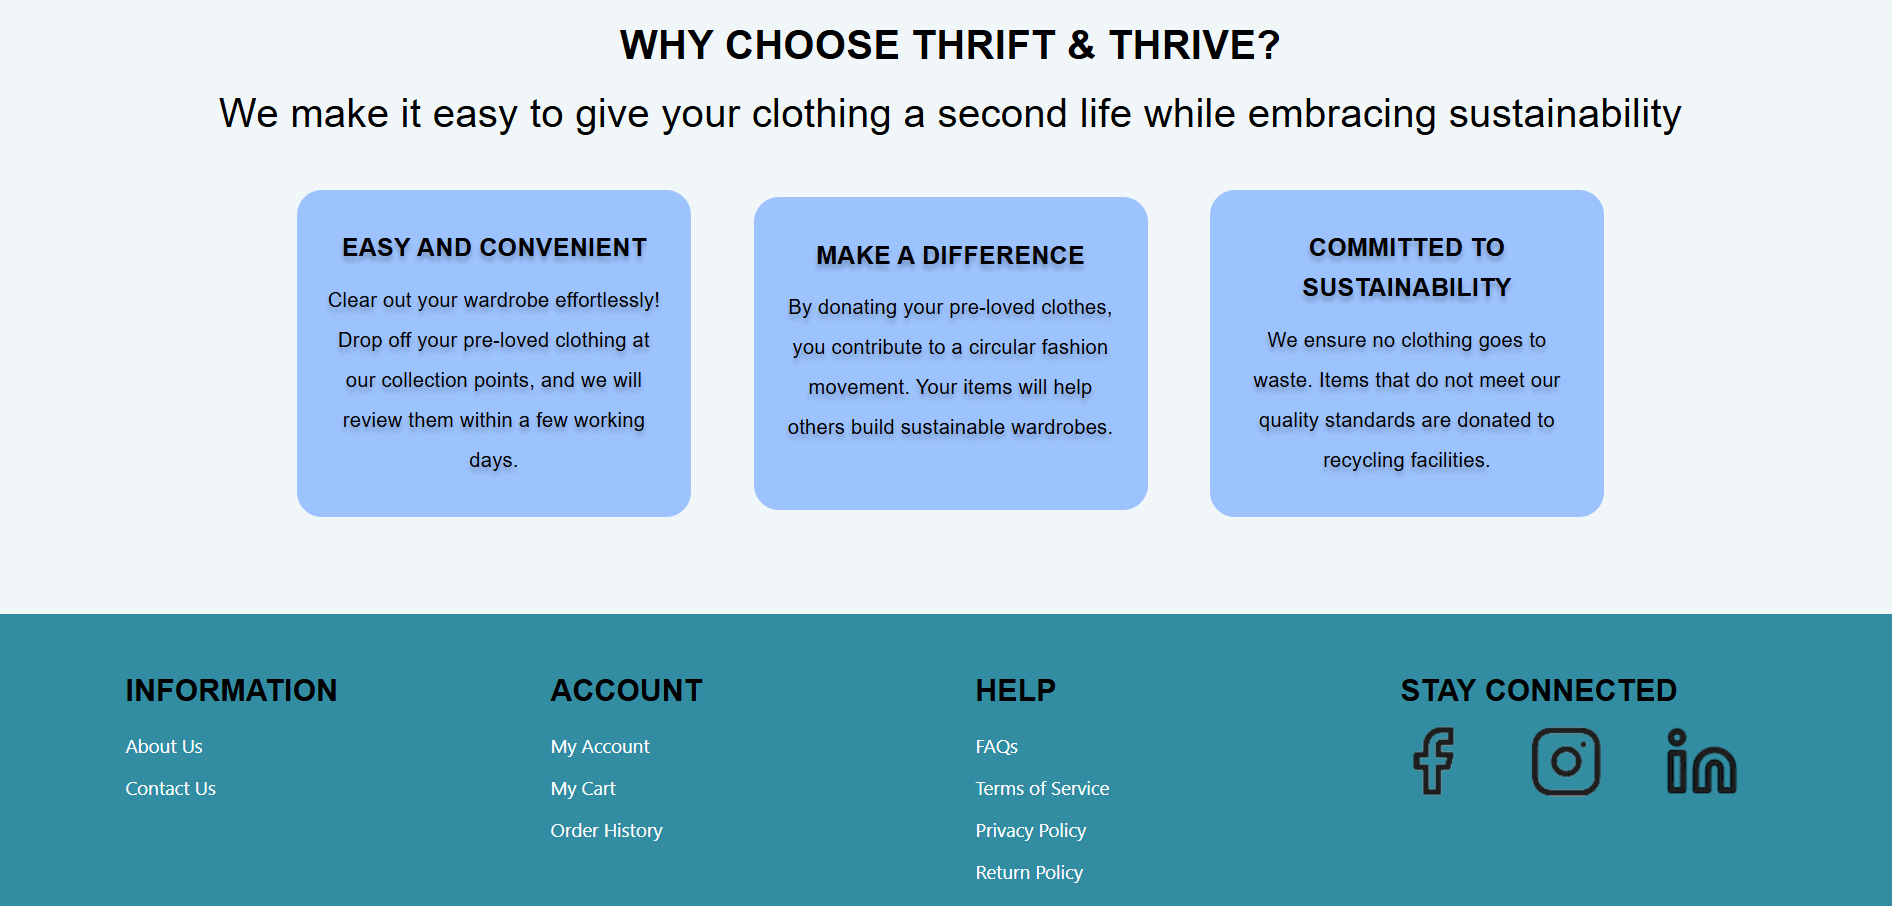 WHY CHOOSE THRIFT & THRIVE?
We make it easy to give your clothing a second life while embracing sustainability
EASY AND CONVENIENT
Clear out your wardrobe effortlessly!
Drop off your pre-loved clothing at
our collection points, and we will
review them within a few working
days.
MAKE A DIFFERENCE
By donating your pre-loved clothes,
you contribute to a circular fashion
movement. Your items will help
others build sustainable wardrobes.
COMMITTED TO
SUSTAINABILITY
We ensure no clothing goes to
waste. Items that do not meet our
quality standards are donated to
recycling facilities.
INFORMATION
About Us
Contact Us
ACCOUNT
My Account
My Cart
Order History
HELP
FAQs
Terms of Service
Privacy Policy
Return Policy
STAY CONNECTED